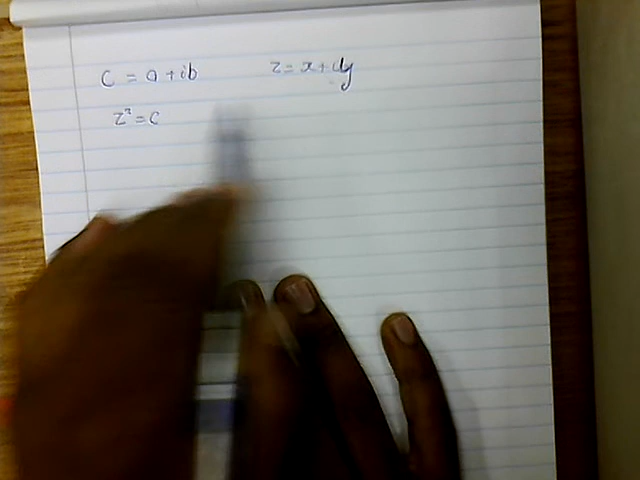 C = a + ib z = x + iy
z² = c